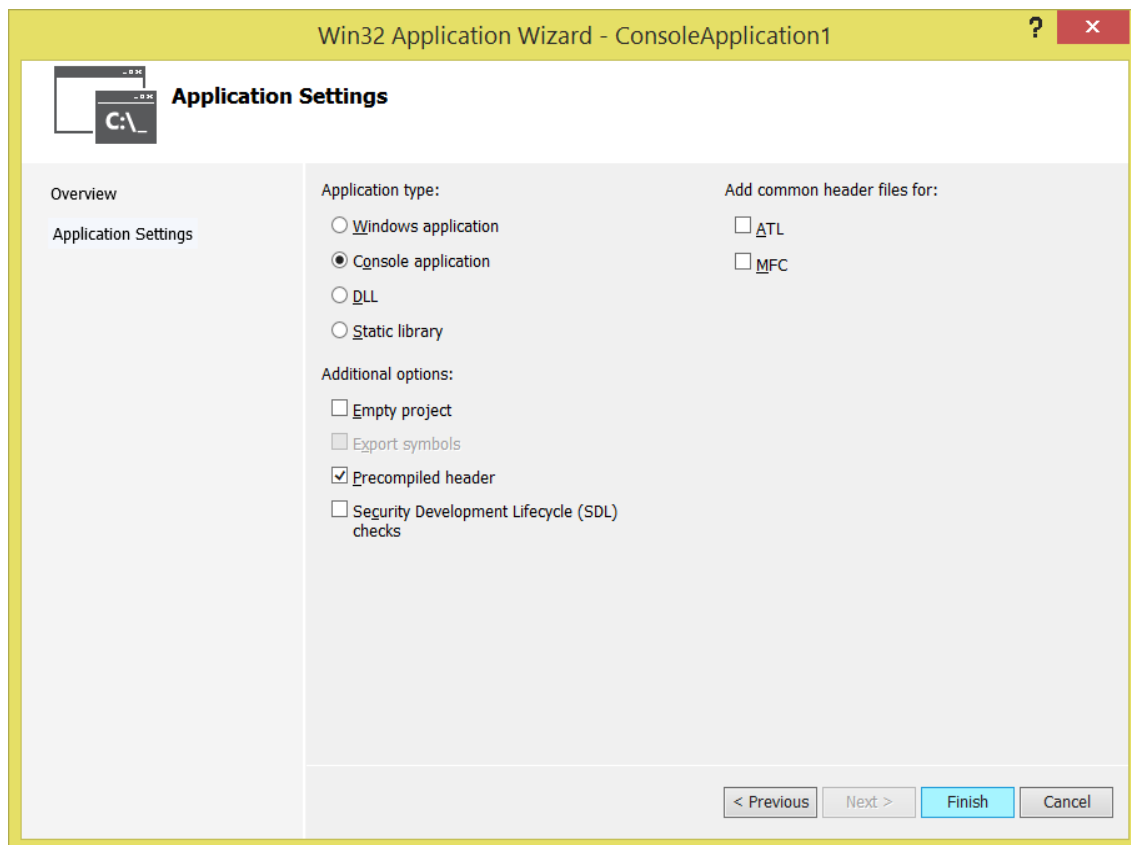 Win32 Application Wizard - ConsoleApplication1
?
C:\_
Application Settings
Overview
Application Settings
Application type:
Windows application
Console application
DLL
Static library
Additional options:
Empty project
Export symbols
Precompiled header
Security Development Lifecycle (SDL)
checks
Add common header files for:
ATL
MFC
< Previous
Next >
Finish
Cancel